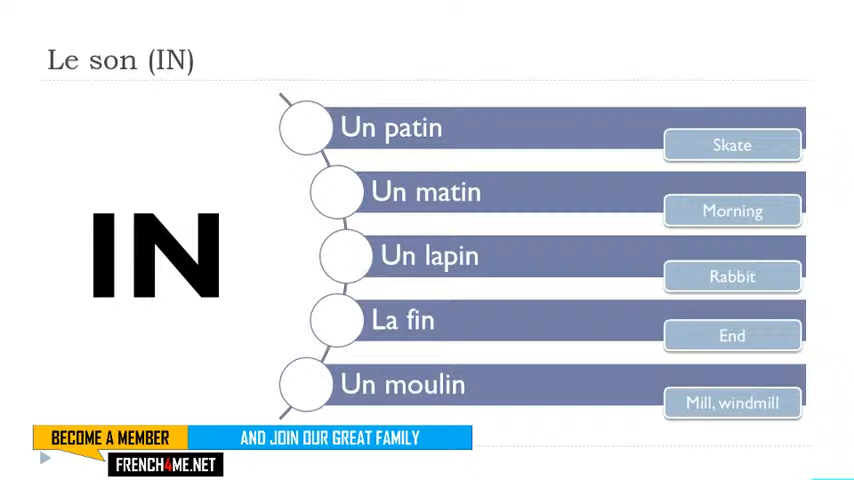 Le son (IN)
IN
Un patin
Skate
Un matin
Morning
Un lapin
Rabbit
La fin
End
Un moulin
Mill, windmill
BECOME A MEMBER
AND JOIN OUR GREAT FAMILY
FRENCH4ME.NET